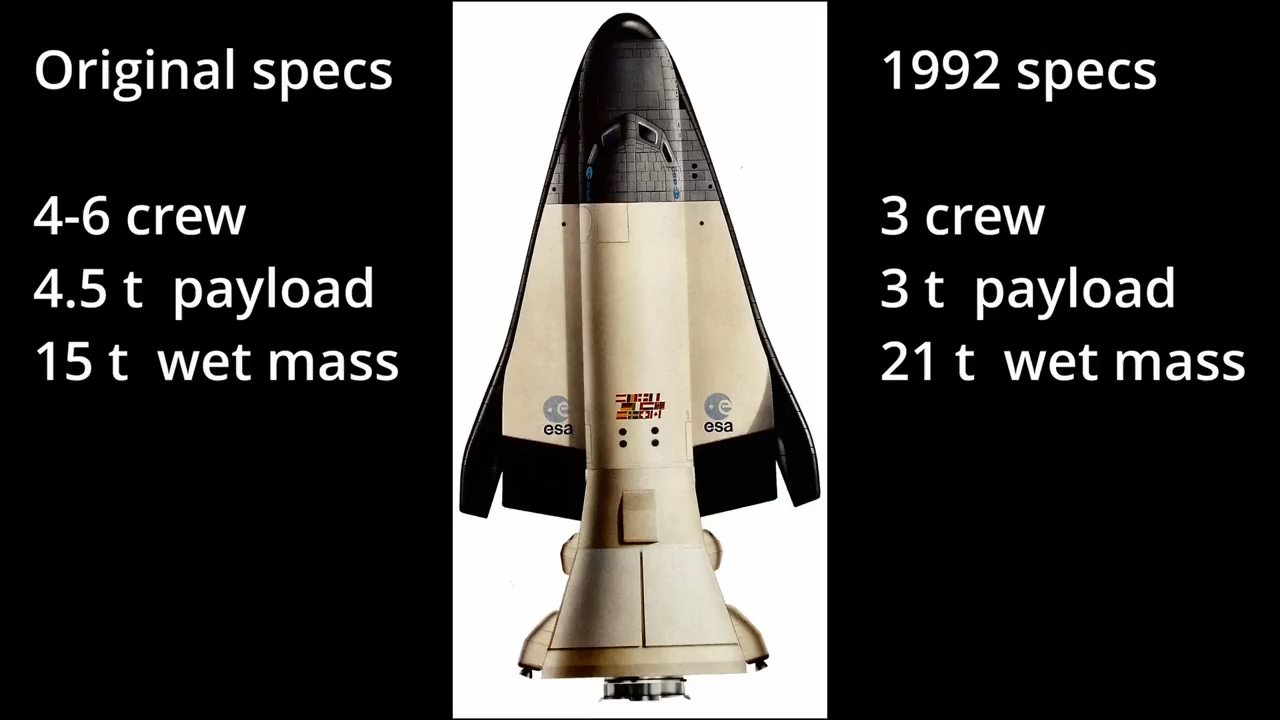 Original specs
4-6 crew
4.5 t payload
15 t wet mass
esa
esa
1992 specs
3 crew
3 t payload
21 t wet mass